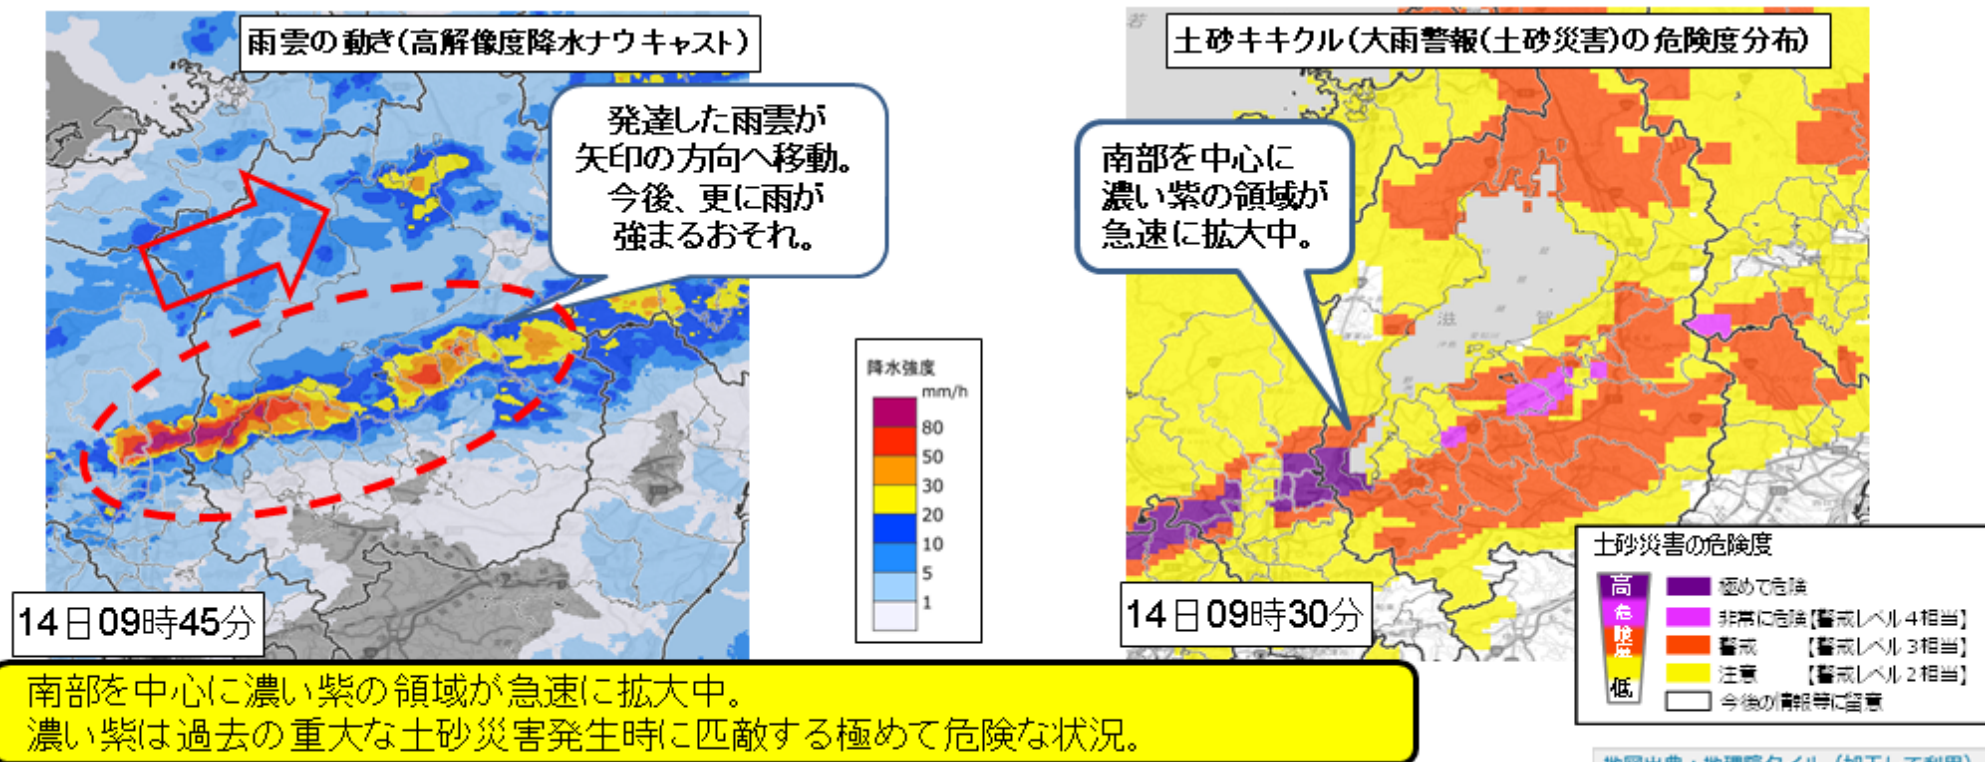 雨雲の動き(高解像度降水ナウキャスト)
発達した雨雲が
矢印の方向へ移動。
今後、更に雨が
強まるおそれ。
14日09時45分
降水強度
mm/h
80
50
30
20
10
5
1
土砂キキクル(大雨警報(土砂災害)の危険度分布)
若
南部を中心に
濃い紫の領域が
急速に拡大中。
滋 賀
14日09時30分
土砂災害の危険度
高
危
険
度
低
極めて危険
非常に危険【警戒レベル4相当】
警戒 【警戒レベル3相当】
注意 【警戒レベル2相当】
今後の情報等に留意
南部を中心に濃い紫の領域が急速に拡大中。
濃い紫は過去の重大な土砂災害発生時に匹敵する極めて危険な状況。